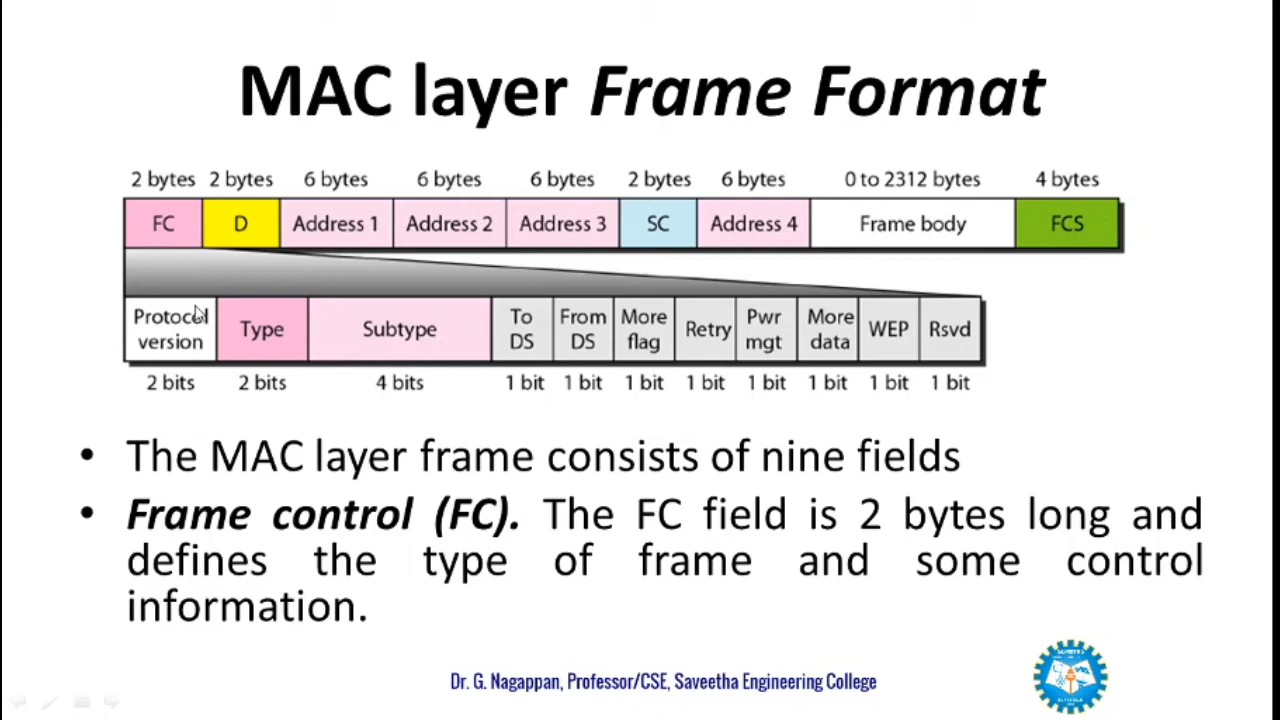 MAC layer Frame Format
2 bytes 2 bytes 6 bytes 6 bytes 6 bytes 2 bytes 6 bytes 0 to 2312 bytes 4 bytes
FC D Address 1 Address 2 Address 3 SC Address 4 Frame body FCS
Protocol version Type Subtype To DS From DS More flag Retry Pwr mgt More data WEP Rsvd
2 bits 2 bits 4 bits 1 bit 1 bit 1 bit 1 bit 1 bit 1 bit 1 bit 1 bit
• The MAC layer frame consists of nine fields
• Frame control (FC). The FC field is 2 bytes long and
defines the type of frame and some control
information.
Dr. G. Nagappan, Professor/CSE, Saveetha Engineering College